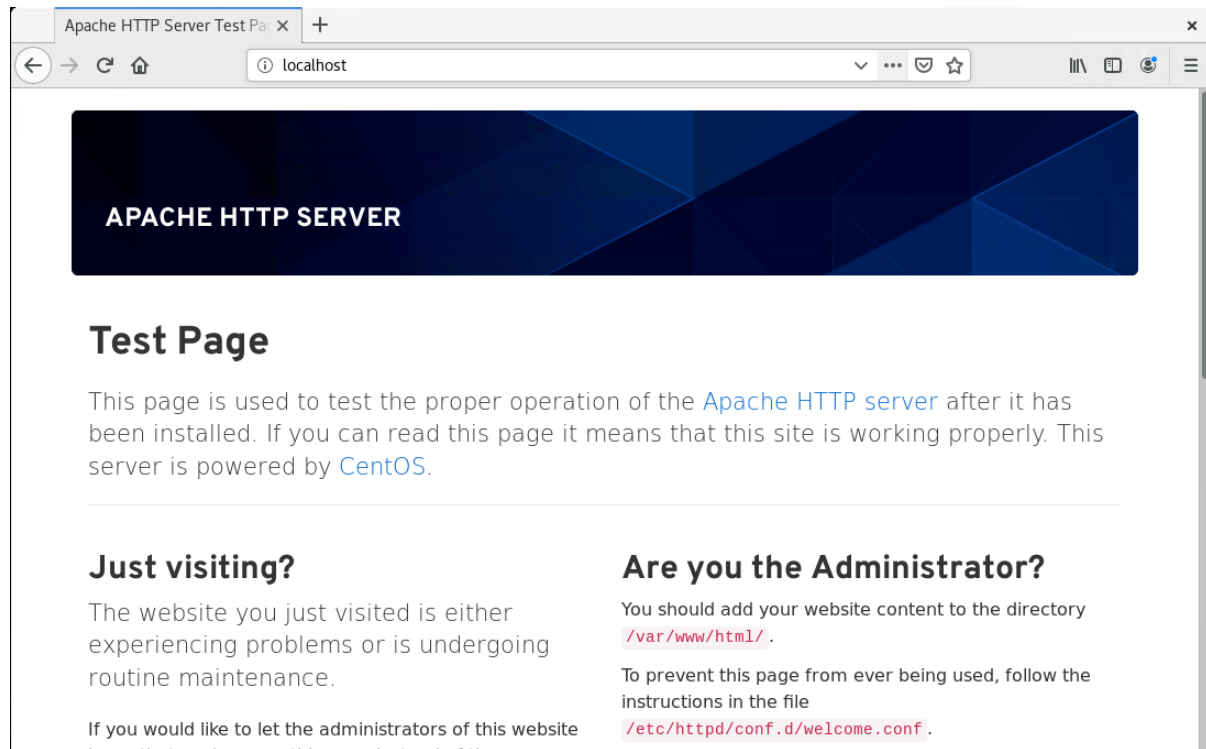 Apache HTTP Server Test Pa
localhost
APACHE HTTP SERVER
Test Page
This page is used to test the proper operation of the Apache HTTP server after it has
been installed. If you can read this page it means that this site is working properly. This
server is powered by CentOS.
Just visiting?
The website you just visited is either
experiencing problems or is undergoing
routine maintenance.
If you would like to let the administrators of this website
Are you the Administrator?
You should add your website content to the directory
/var/www/html/.
To prevent this page from ever being used, follow the
instructions in the file
/etc/httpd/conf.d/welcome.conf.